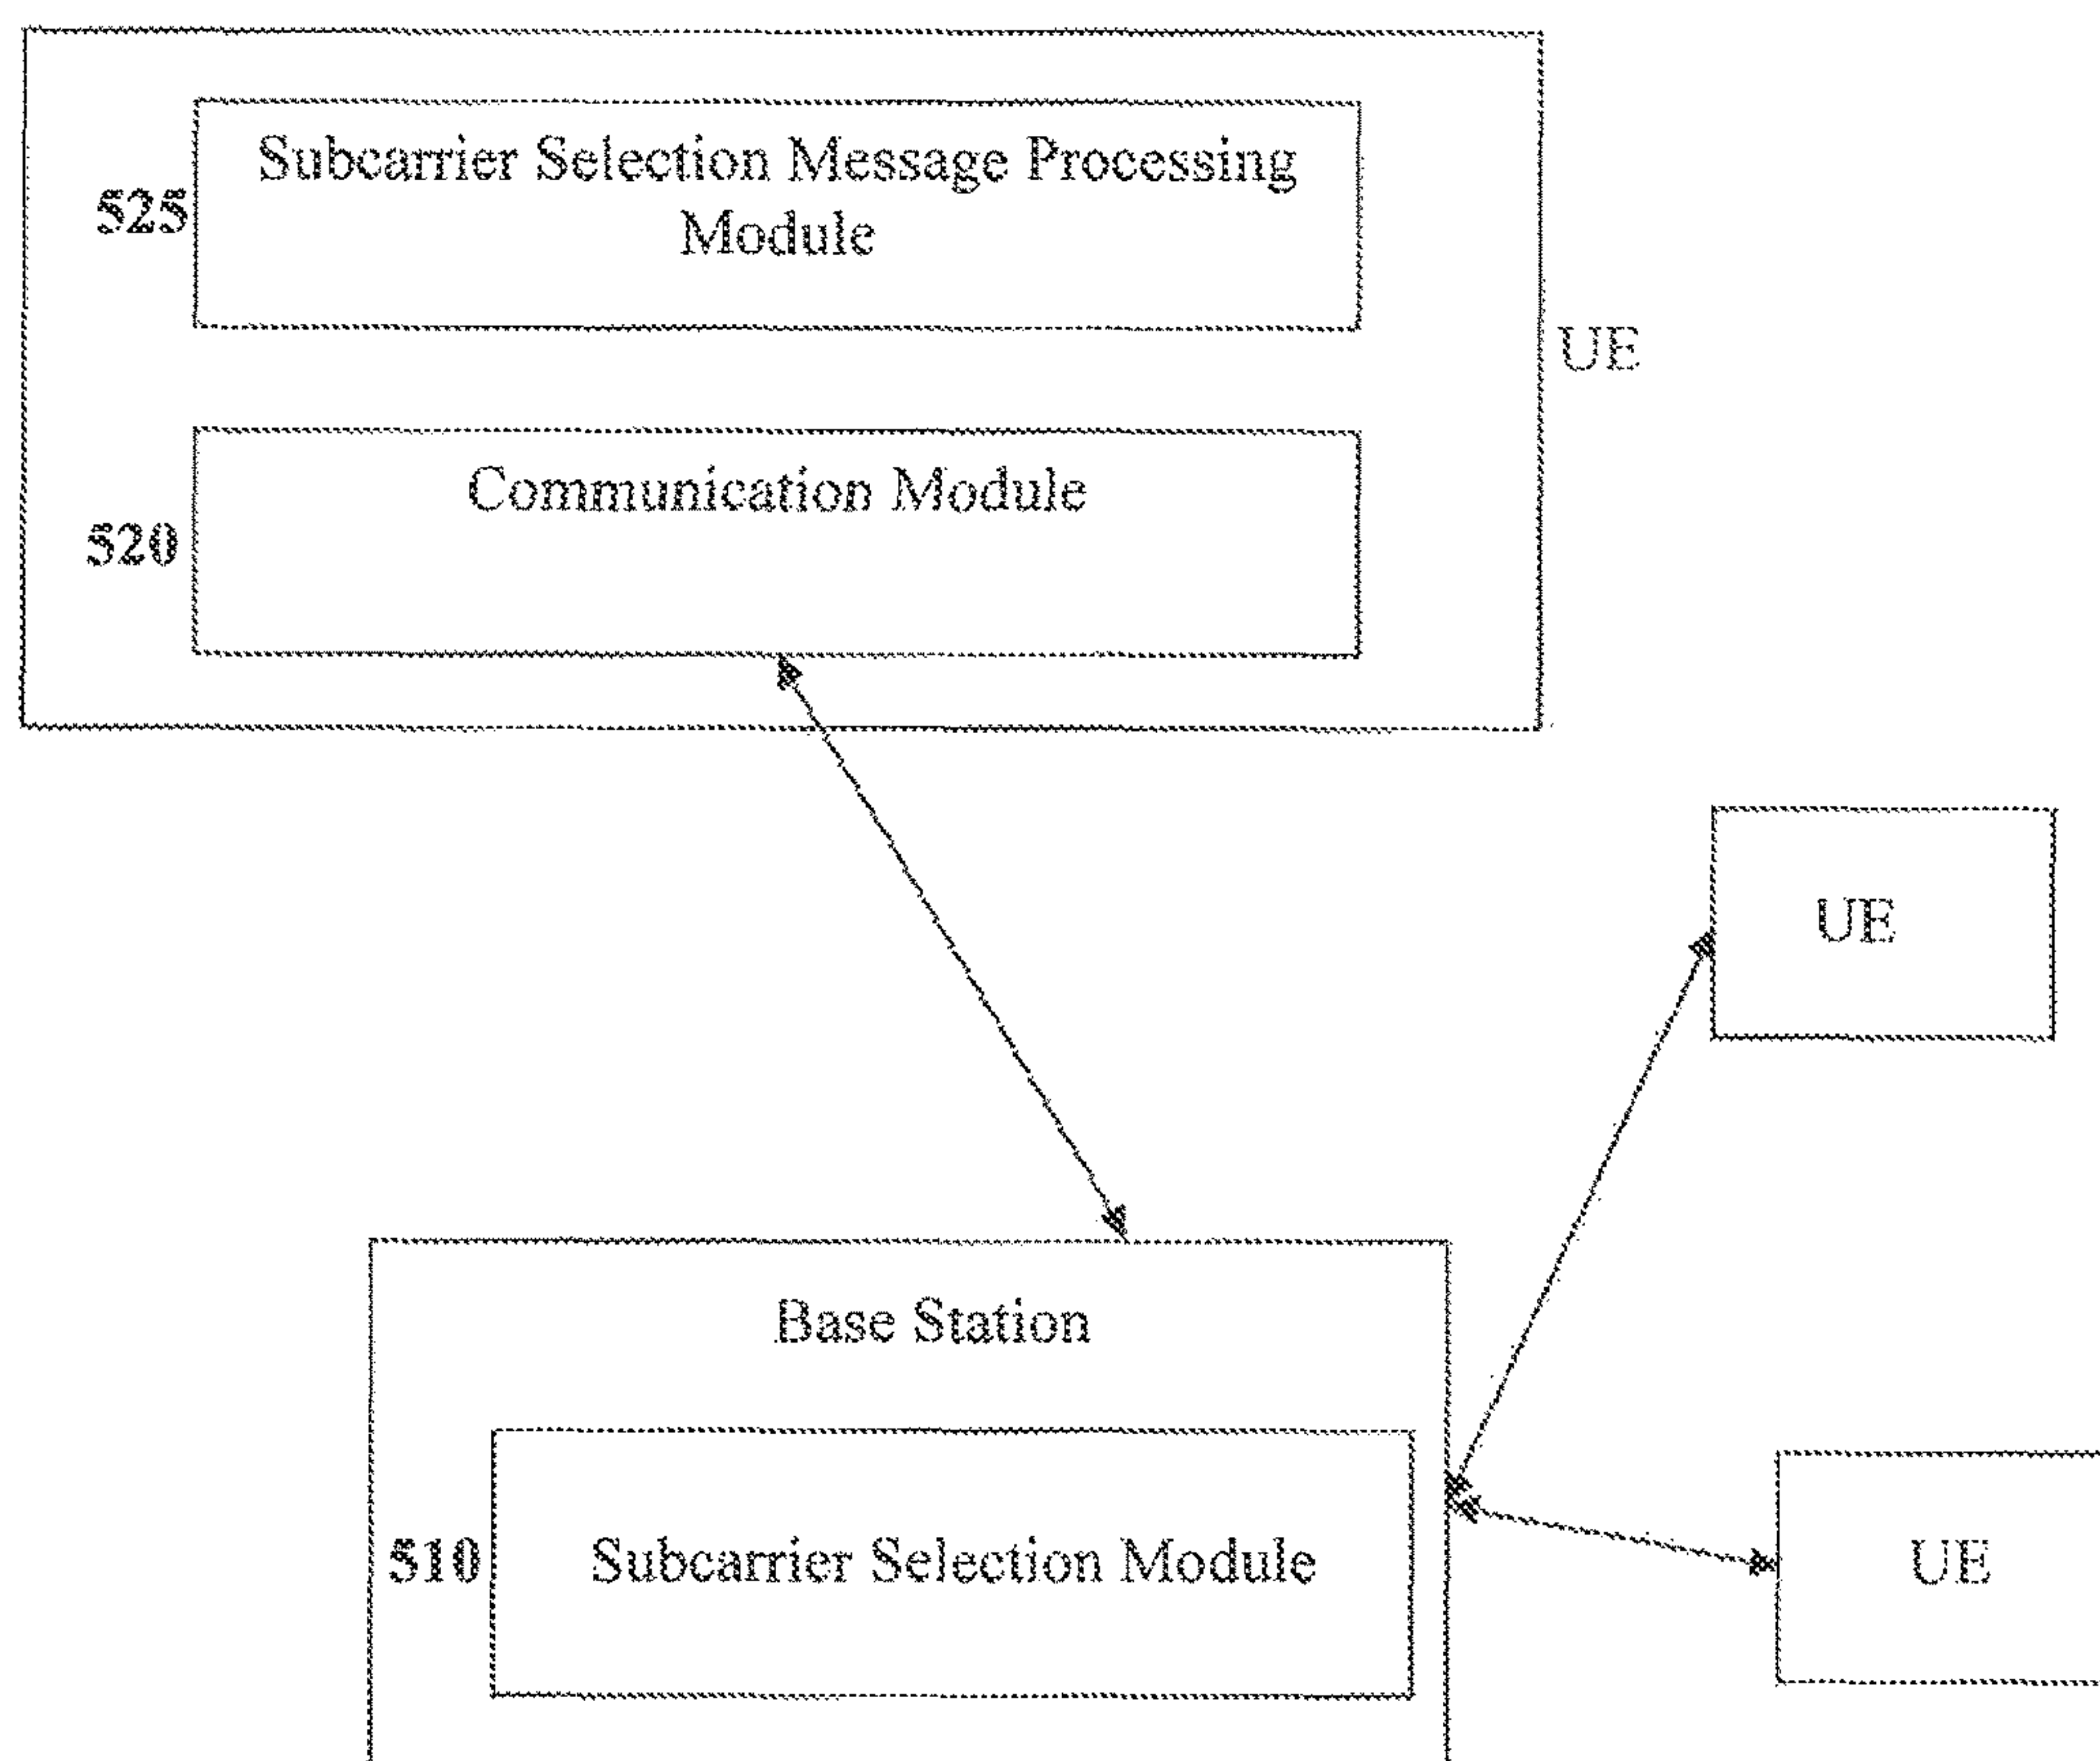 Subcarrier Selection Message Processing
Module
525
UE
Communication Module
520
UE
Base Station
510
Subcarrier Selection Module
UE